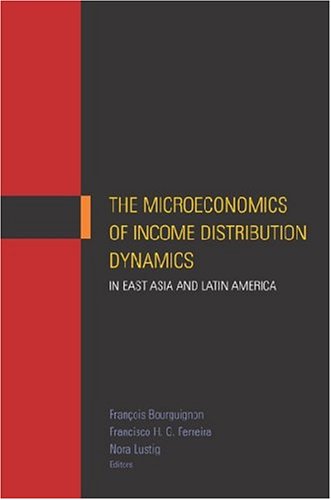 THE MICROECONOMICS
OF INCOME DISTRIBUTION
DYNAMICS
IN EAST ASIA AND LATIN AMERICA
François Bourguignon
Francisco H. G. Ferreira
Nora Lustig
Editors